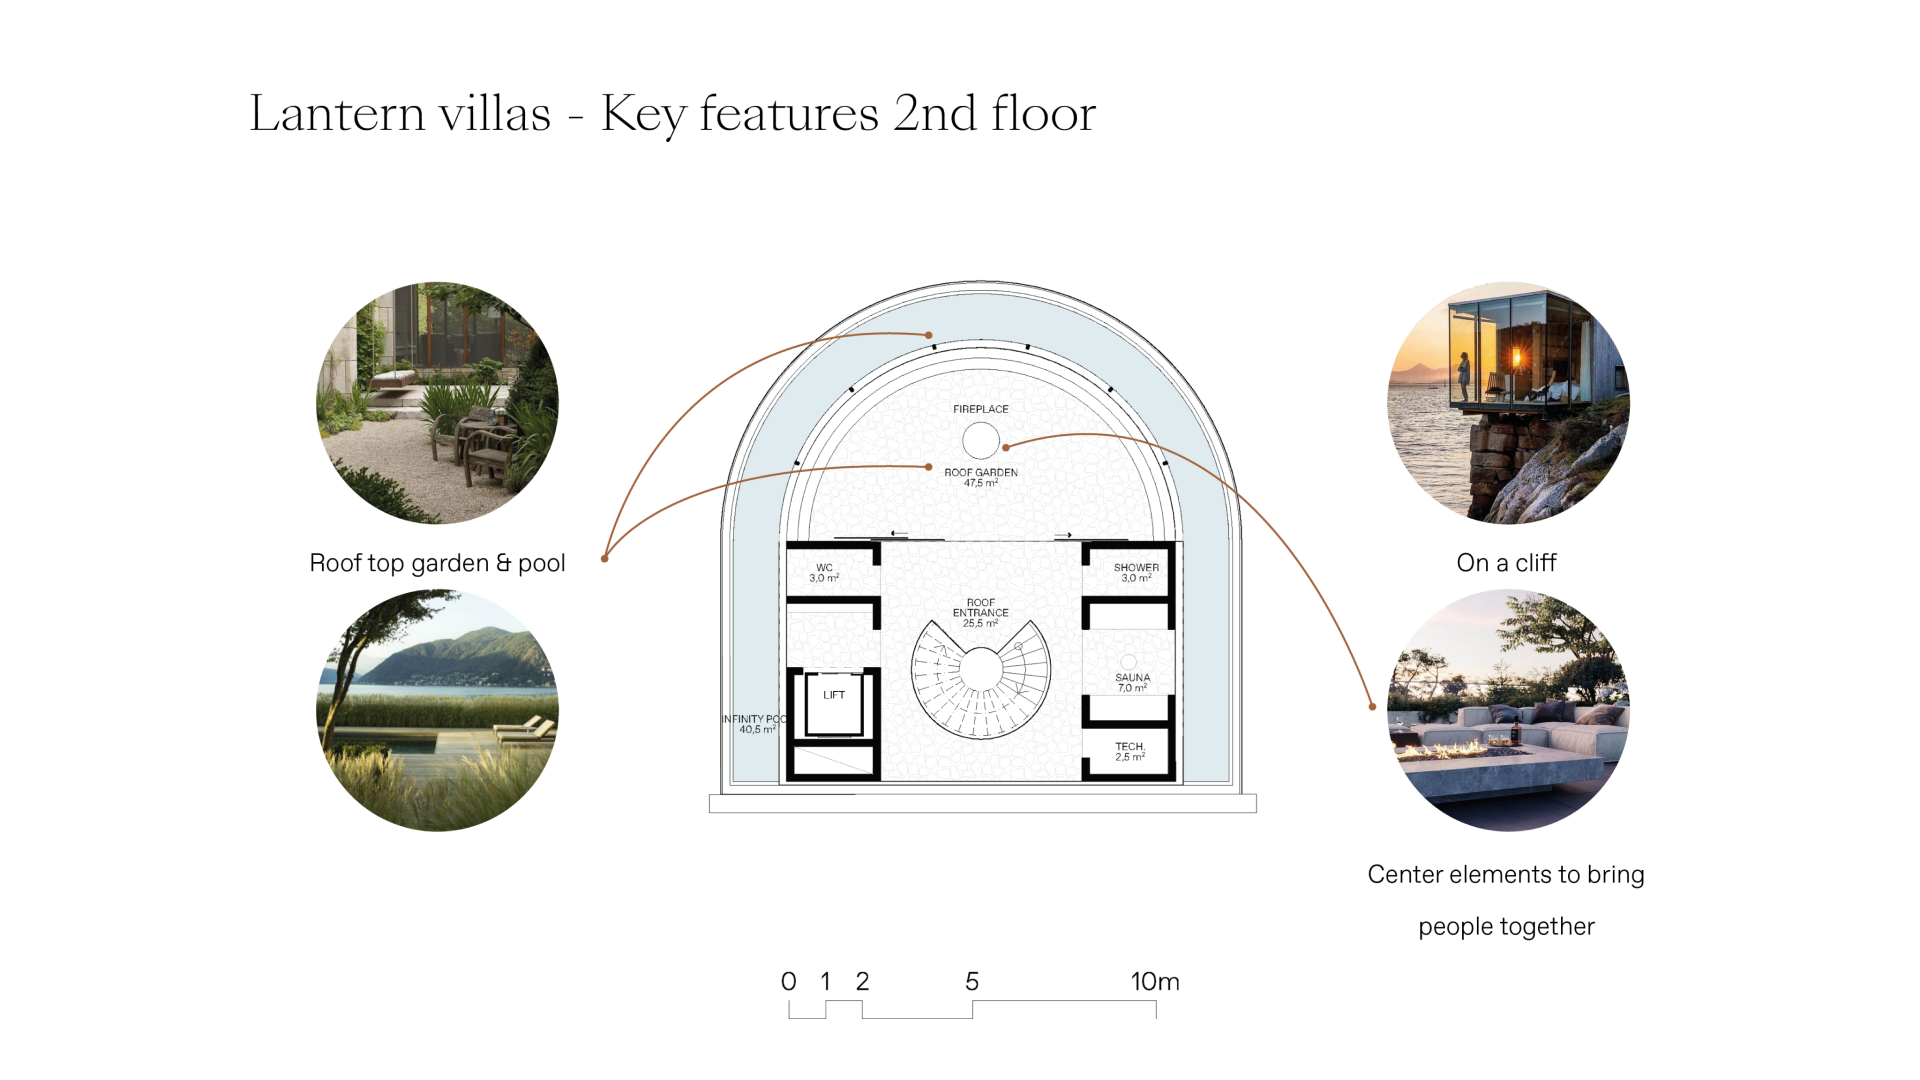 Lantern villas - Key features 2nd floor
Roof top garden & pool
FIREPLACE
ROOF GARDEN
47,5 m²
WC
3,0 m²
SHOWER
3,0 m²
ROOF
ENTRANCE
25,5 m²
LIFT
SAUNA
7,0 m²
INFINITY POO
40,5 m²
TECH.
2,5 m²
On a cliff
Center elements to bring
people together
0 1 2 5 10m